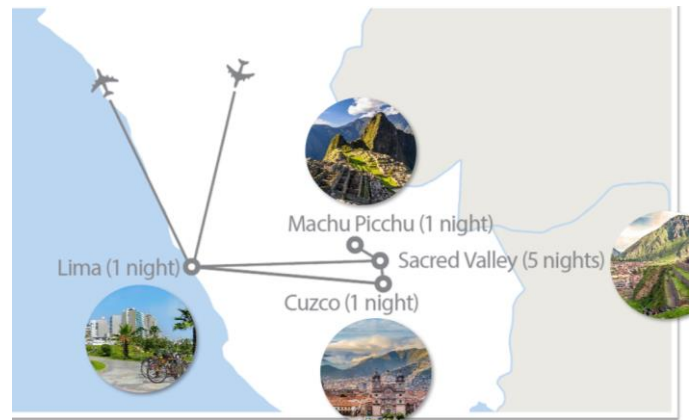 Machu Picchu (1 night)
Lima (1 night)
Sacred Valley (5 nights)
Cuzco (1 night)